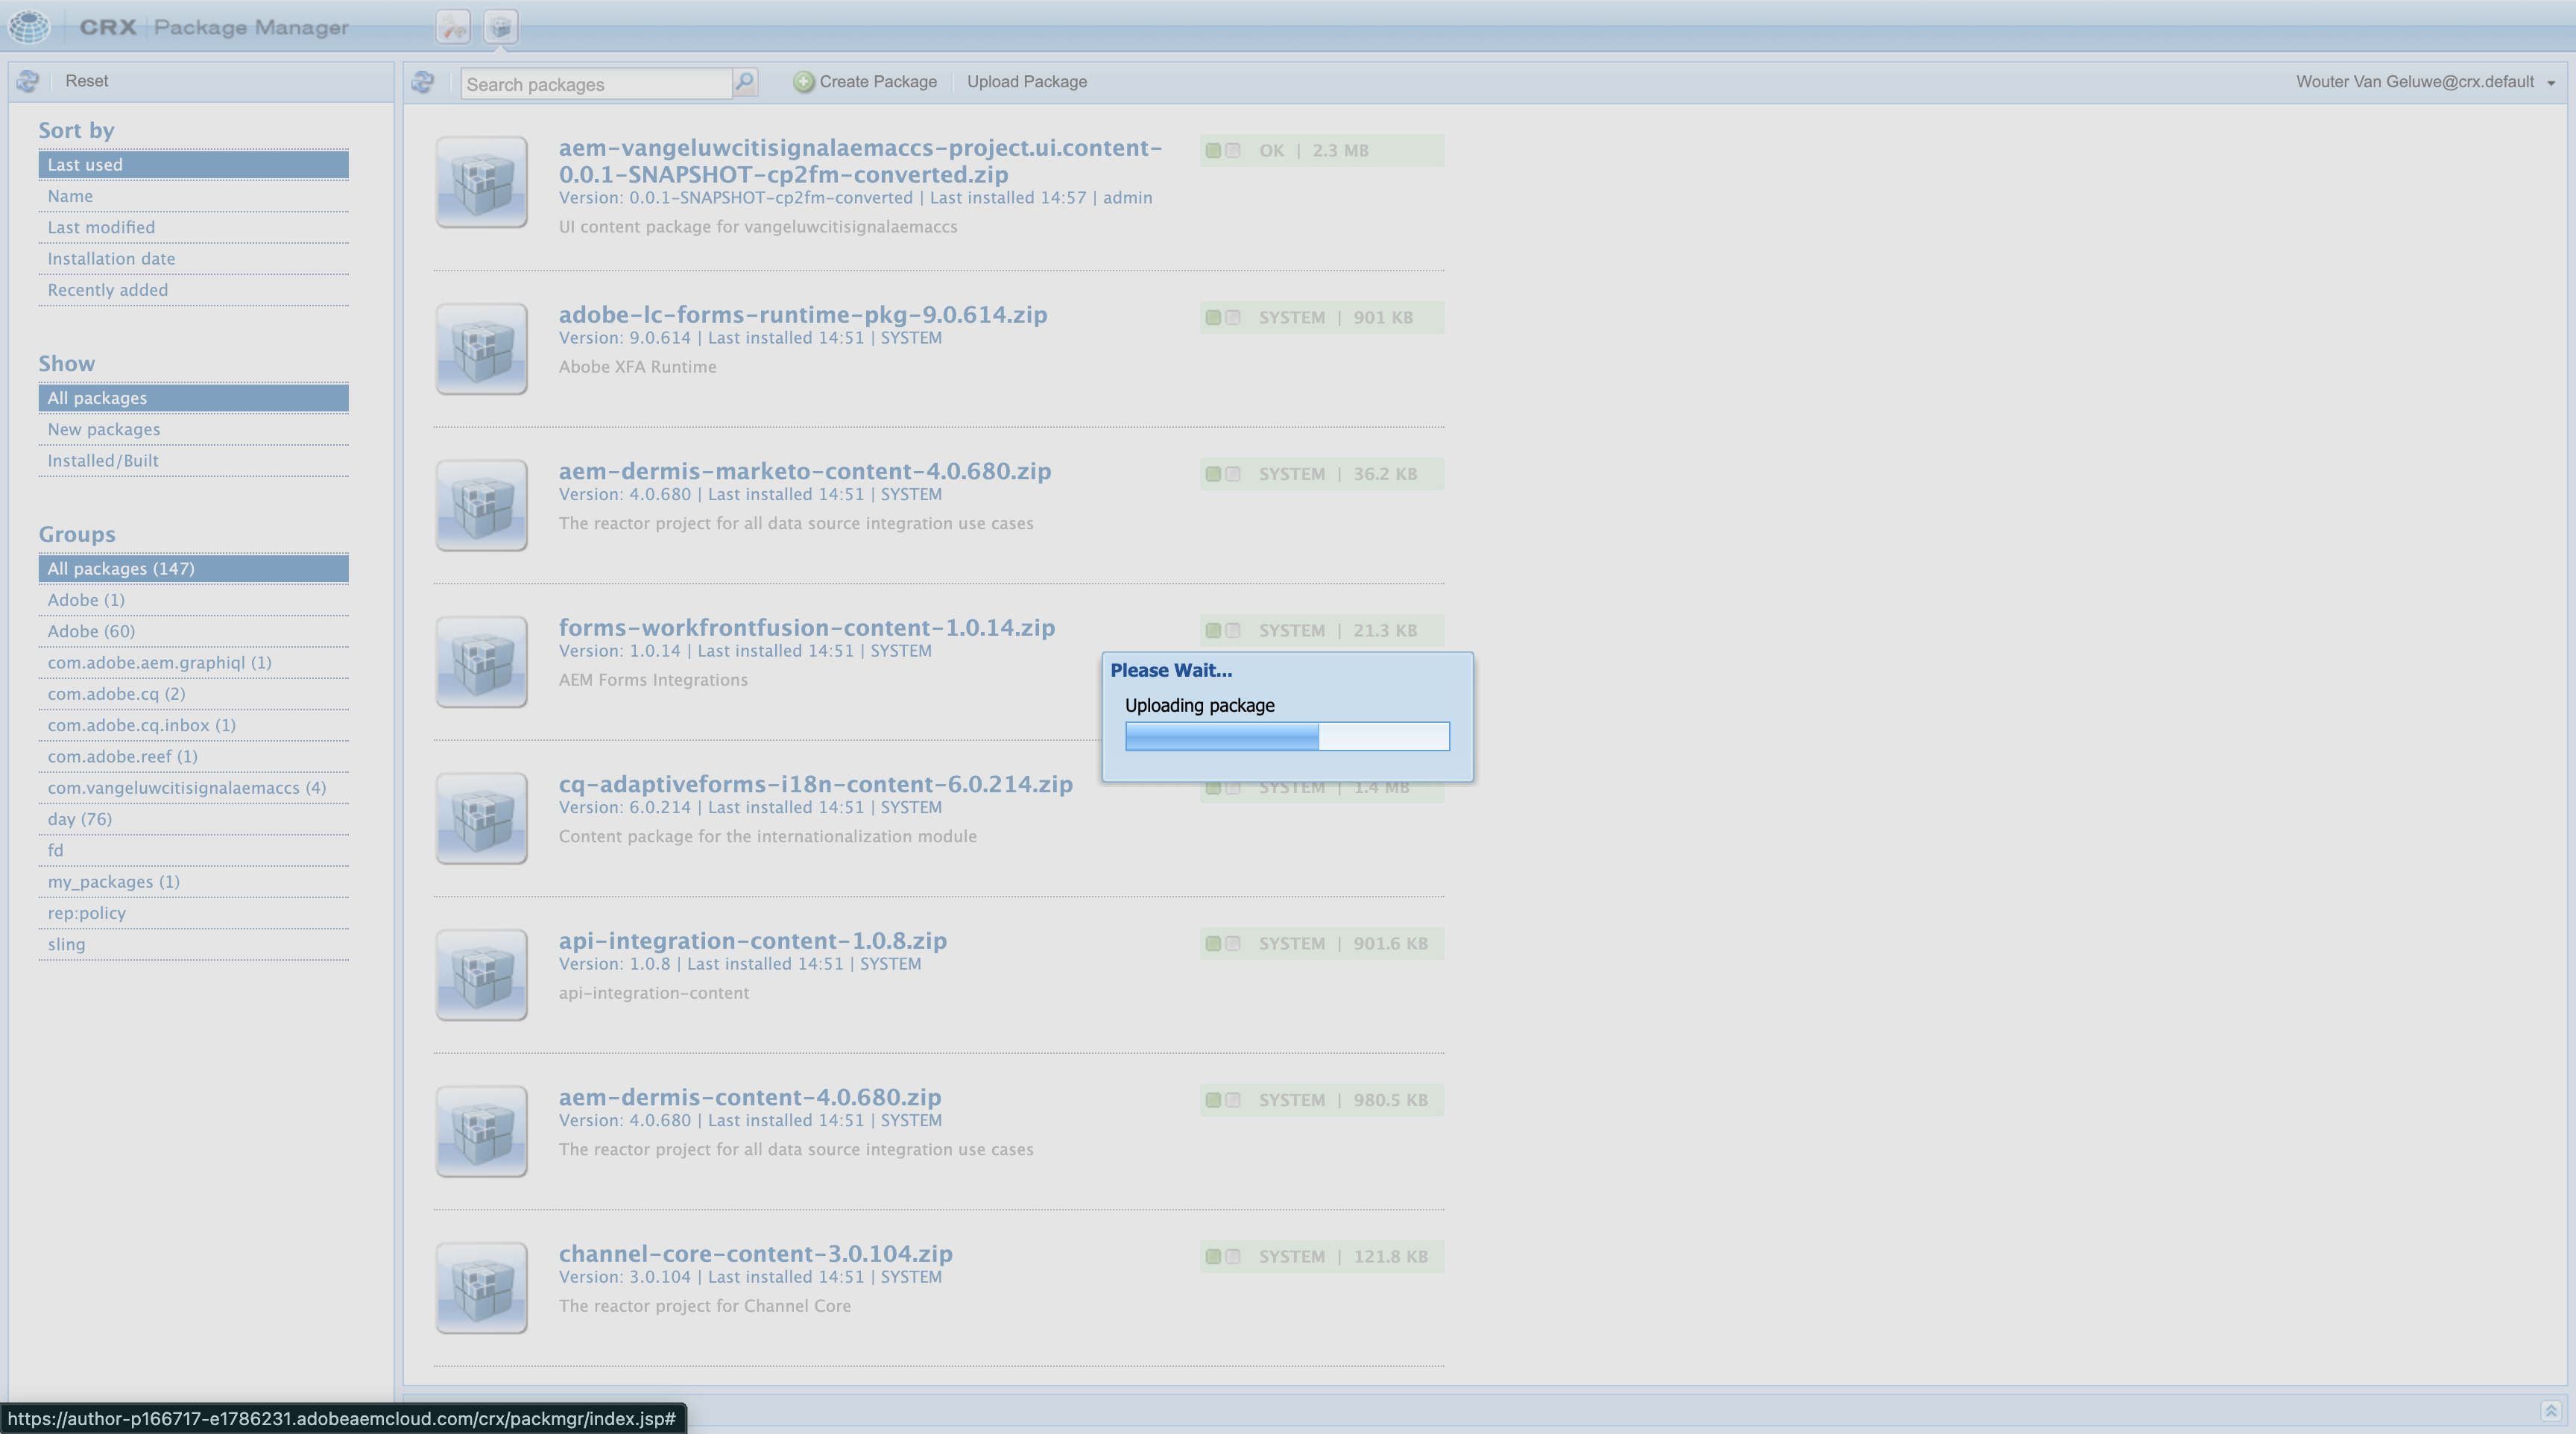 CRX | Package Manager
Reset
Sort by
Last used
Name
Last modified
Installation date
Recently added
Show
All packages
New packages
Installed/Built
Groups
All packages (147)
Adobe (1)
Adobe (60)
com.adobe.aem.graphiql (1)
com.adobe.cq (2)
com.adobe.cq.inbox (1)
com.adobe.reef (1)
com.vangeluwcitisignalaemaccs (4)
day (76)
fd
my_packages (1)
rep:policy
sling
Search packages
Create Package
Upload Package
Wouter Van Geluwe@crx.default
aem-vangeluwcitisignalaemaccs-project.ui.content-
0.0.1-SNAPSHOT-cp2fm-converted.zip
OK | 2.3 MB
Version: 0.0.1-SNAPSHOT-cp2fm-converted | Last installed 14:57 | admin
UI content package for vangeluwcitisignalaemaccs
adobe-lc-forms-runtime-pkg-9.0.614.zip
SYSTEM | 901 KB
Version: 9.0.614 | Last installed 14:51 | SYSTEM
Abobe XFA Runtime
aem-dermis-marketo-content-4.0.680.zip
SYSTEM | 36.2 KB
Version: 4.0.680 | Last installed 14:51 | SYSTEM
The reactor project for all data source integration use cases
forms-workfrontfusion-content-1.0.14.zip
SYSTEM | 21.3 KB
Version: 1.0.14 | Last installed 14:51 | SYSTEM
AEM Forms Integrations
Please Wait...
Uploading package
cq-adaptiveforms-i18n-content-6.0.214.zip
SYSTEM | 1.4 MB
Version: 6.0.214 | Last installed 14:51 | SYSTEM
Content package for the internationalization module
api-integration-content-1.0.8.zip
SYSTEM | 901.6 KB
Version: 1.0.8 | Last installed 14:51 | SYSTEM
api-integration-content
aem-dermis-content-4.0.680.zip
SYSTEM | 980.5 KB
Version: 4.0.680 | Last installed 14:51 | SYSTEM
The reactor project for all data source integration use cases
channel-core-content-3.0.104.zip
SYSTEM | 121.8 KB
Version: 3.0.104 | Last installed 14:51 | SYSTEM
The reactor project for Channel Core
https://author-p166717-e1786231.adobeaemcloud.com/crx/packmgr/index.jsp#